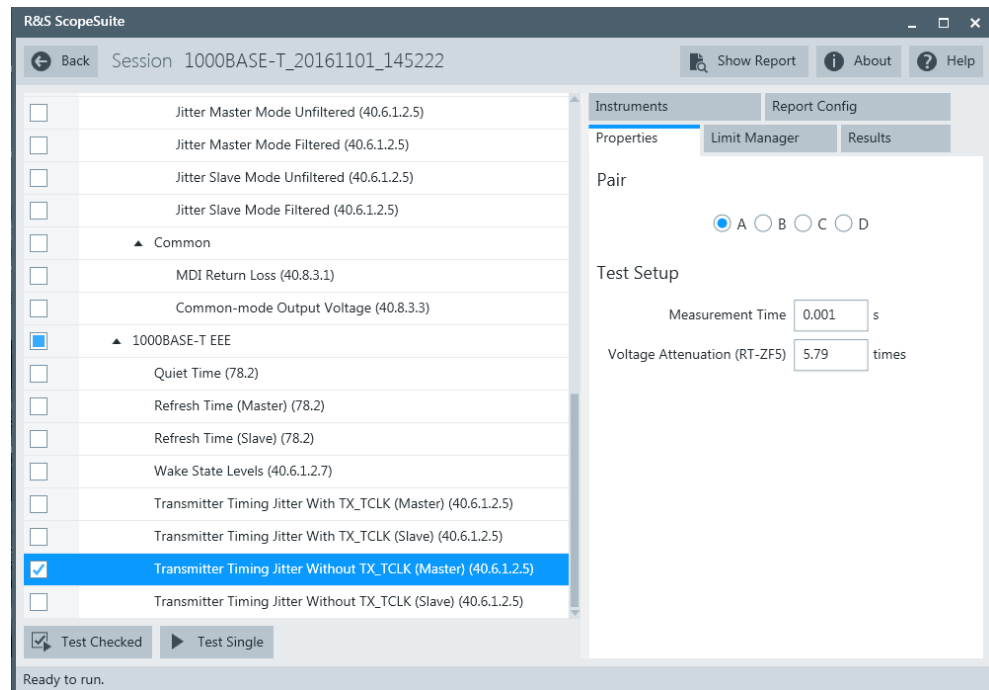 R&S ScopeSuite
Back Session 1000BASE-T_20161101_145222 Show Report About Help
Jitter Master Mode Unfiltered (40.6.1.2.5)
Jitter Master Mode Filtered (40.6.1.2.5)
Jitter Slave Mode Unfiltered (40.6.1.2.5)
Jitter Slave Mode Filtered (40.6.1.2.5)
Common
MDI Return Loss (40.8.3.1)
Common-mode Output Voltage (40.8.3.3)
1000BASE-T EEE
Quiet Time (78.2)
Refresh Time (Master) (78.2)
Refresh Time (Slave) (78.2)
Wake State Levels (40.6.1.2.7)
Transmitter Timing Jitter With TX_TCLK (Master) (40.6.1.2.5)
Transmitter Timing Jitter With TX_TCLK (Slave) (40.6.1.2.5)
Transmitter Timing Jitter Without TX_TCLK (Master) (40.6.1.2.5)
Transmitter Timing Jitter Without TX_TCLK (Slave) (40.6.1.2.5)
Test Checked Test Single
Instruments Report Config
Properties Limit Manager Results
Pair
A B C D
Test Setup
Measurement Time 0.001 s
Voltage Attenuation (RT-ZF5) 5.79 times
Ready to run.